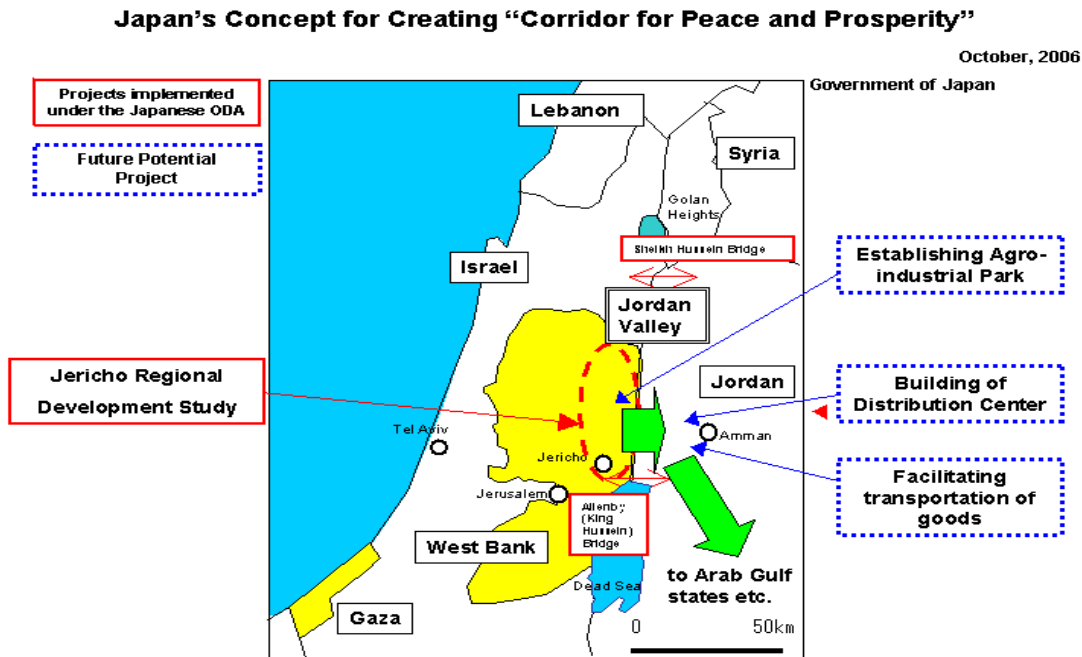 Japan's Concept for Creating “Corridor for Peace and Prosperity”
October, 2006
Government of Japan
Projects implemented
under the Japanese ODA
Future Potential
Project
Lebanon
Syria
Golan
Heights
Sheikh Hussein Bridge
Israel
Establishing Agro-
industrial Park
Jordan
Valley
Jericho Regional
Development Study
Jordan
Building of
Distribution Center
Tel Aviv
Amman
Jericho
Facilitating
transportation of
goods
Jerusalem
Allenby
(King
Hussein)
Bridge
West Bank
Dead Sea
to Arab Gulf
states etc.
Gaza
0 50km